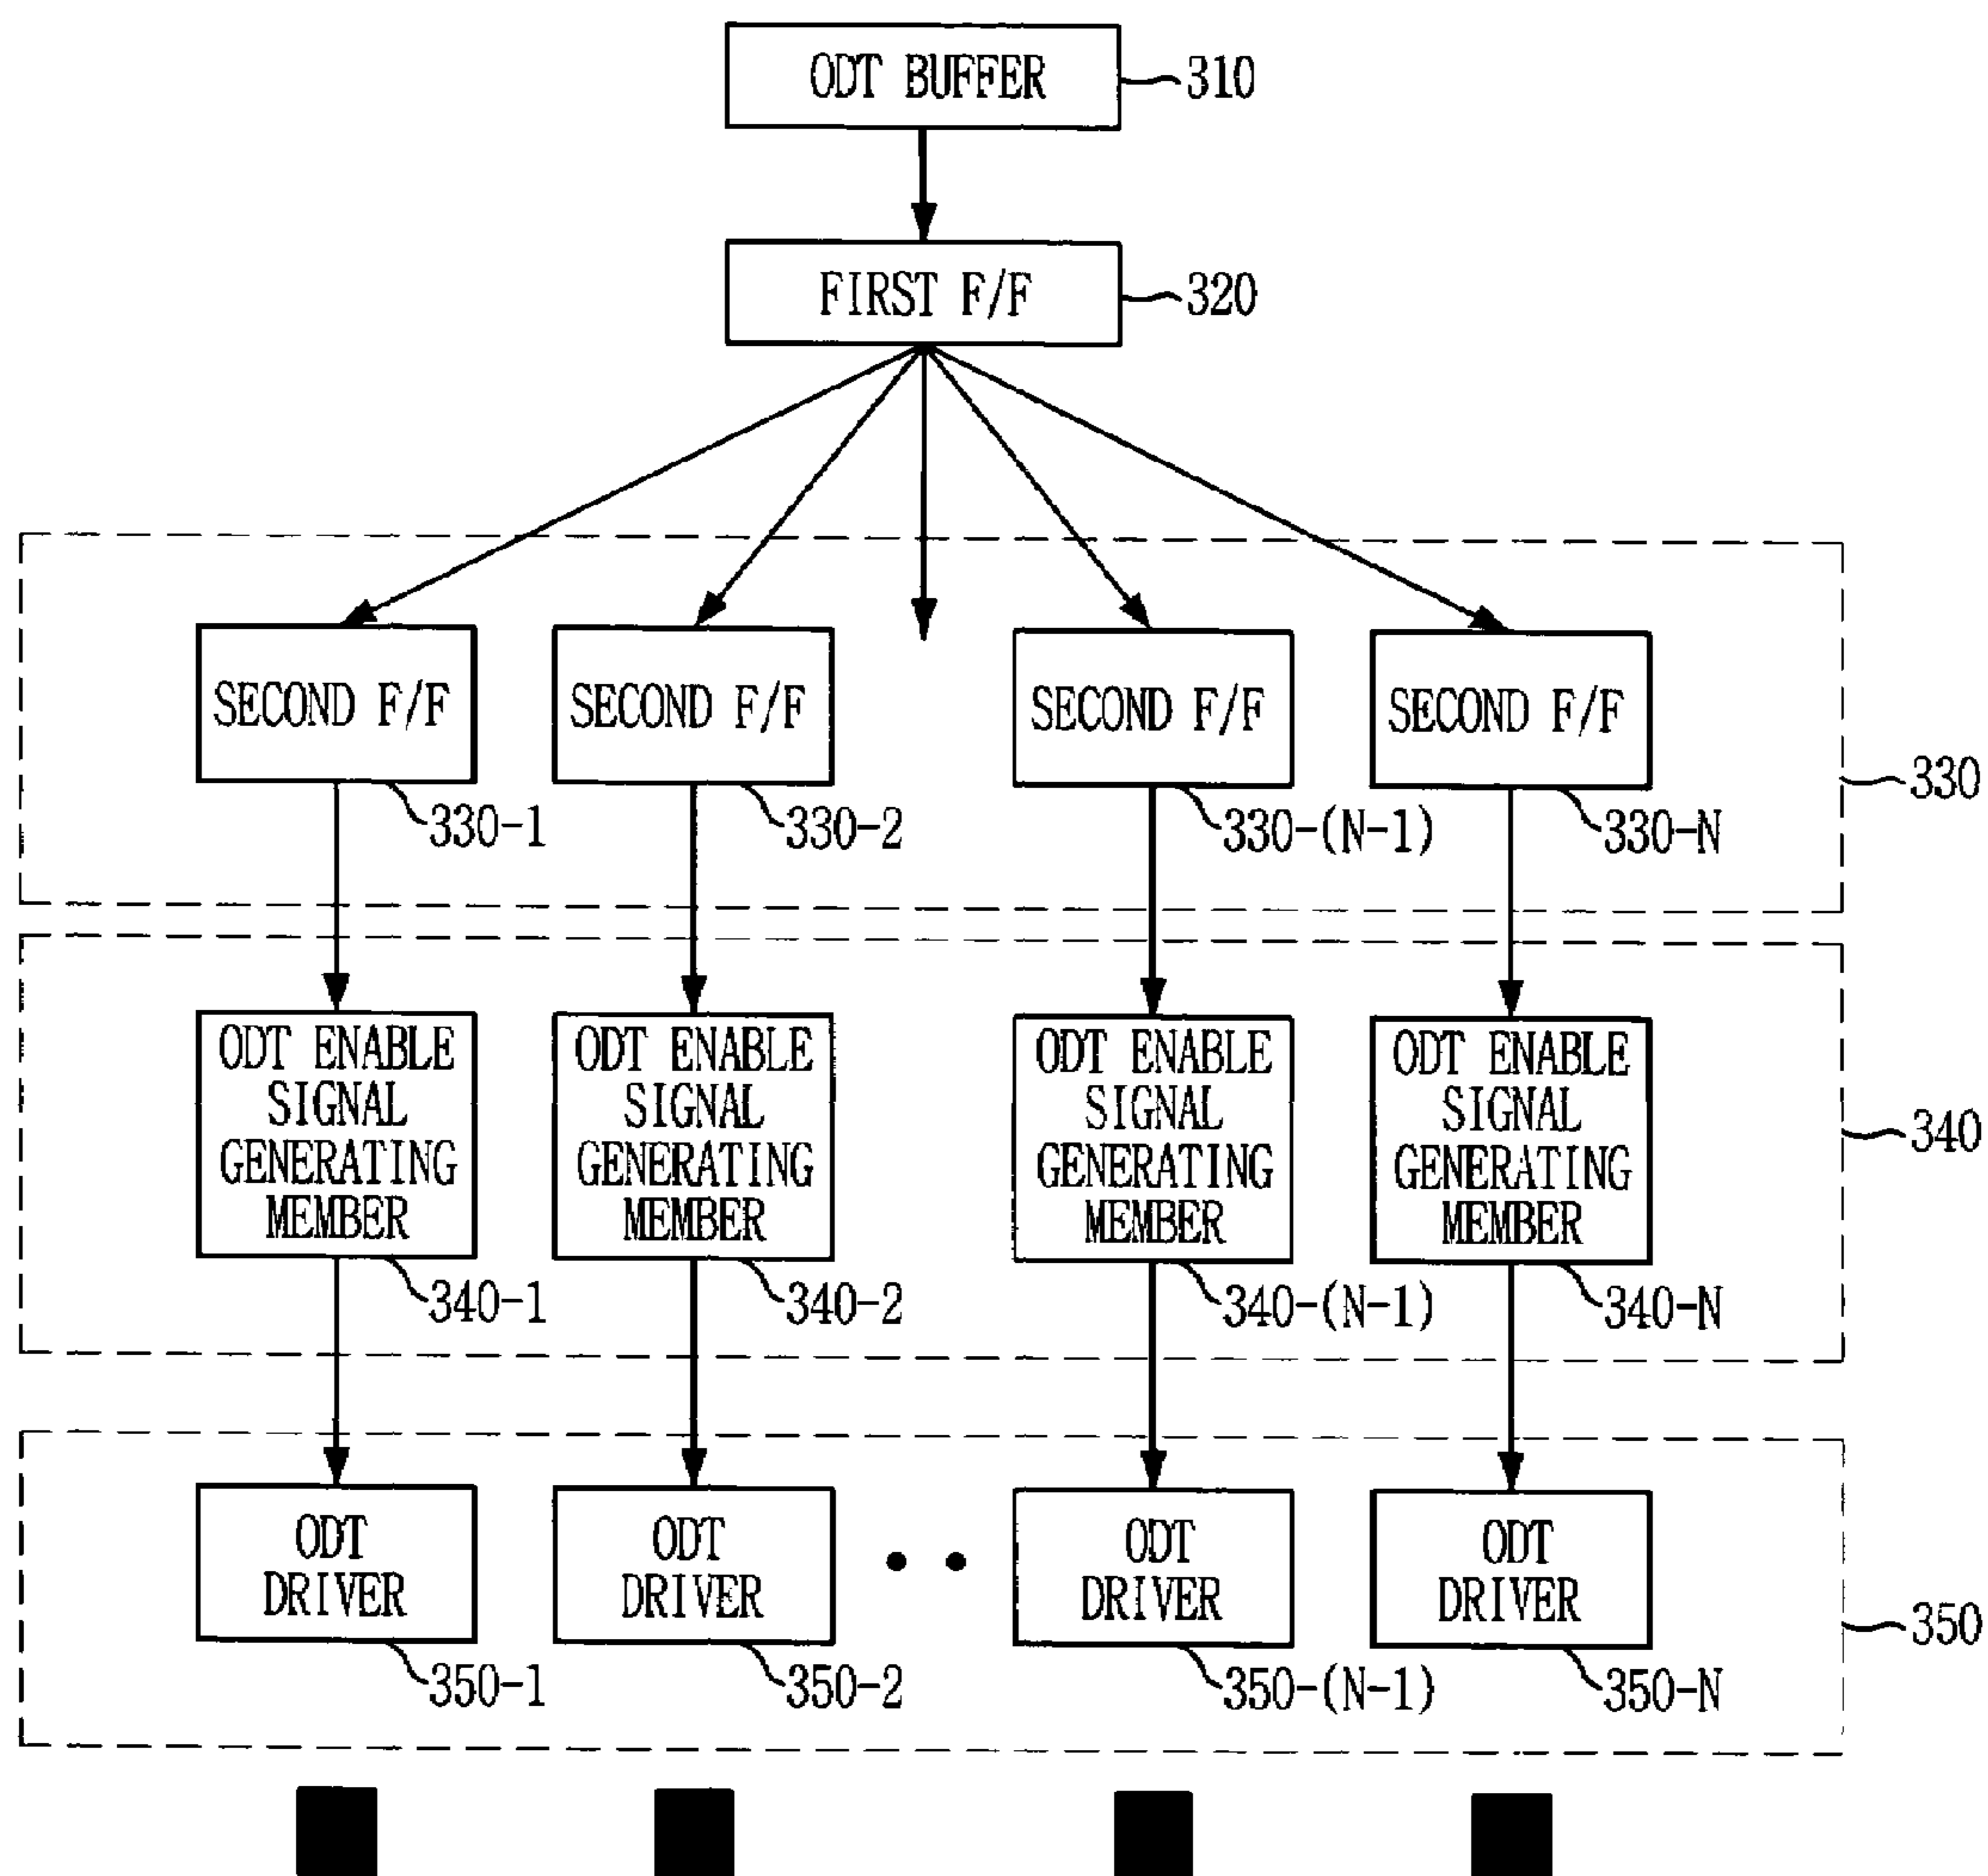 ODT BUFFER
310
FIRST F/F
320
SECOND F/F
SECOND F/F
SECOND F/F
SECOND F/F
330
330-1
330-2
330-(N-1)
330-N
ODT ENABLE
SIGNAL
GENERATING
MEMBER
ODT ENABLE
SIGNAL
GENERATING
MEMBER
ODT ENABLE
SIGNAL
GENERATING
MEMBER
ODT ENABLE
SIGNAL
GENERATING
MEMBER
340
340-1
340-2
340-(N-1)
340-N
ODT
DRIVER
ODT
DRIVER
ODT
DRIVER
ODT
DRIVER
350
350-1
350-2
350-(N-1)
350-N